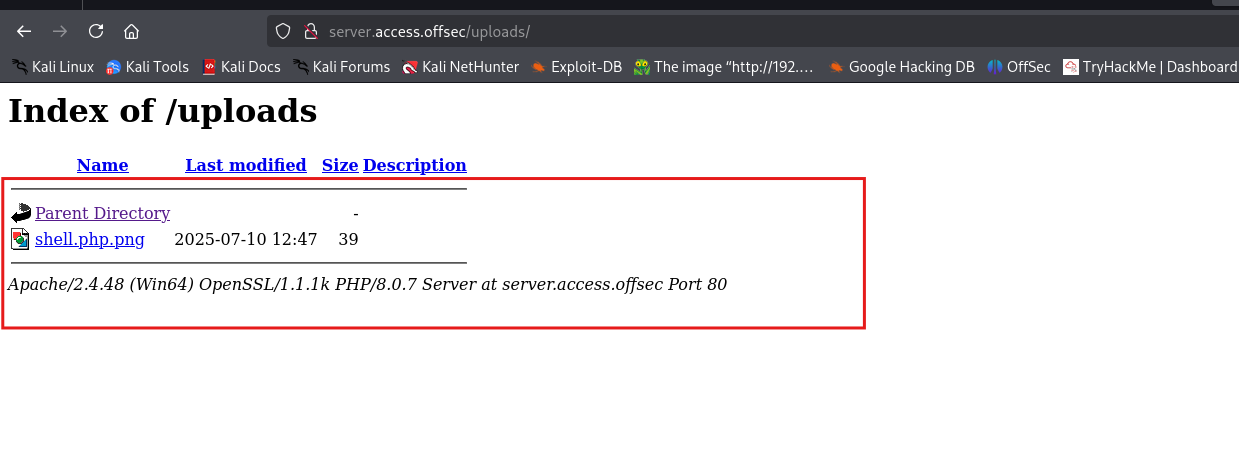 server.access.offsec/uploads/
Kali Linux Kali Tools Kali Docs Kali Forums Kali NetHunter Exploit-DB The image “http://192.… Google Hacking DB OffSec TryHackMe | Dashboard
Index of /uploads
Name Last modified Size Description
Parent Directory -
shell.php.png 2025-07-10 12:47 39
Apache/2.4.48 (Win64) OpenSSL/1.1.1k PHP/8.0.7 Server at server.access.offsec Port 80